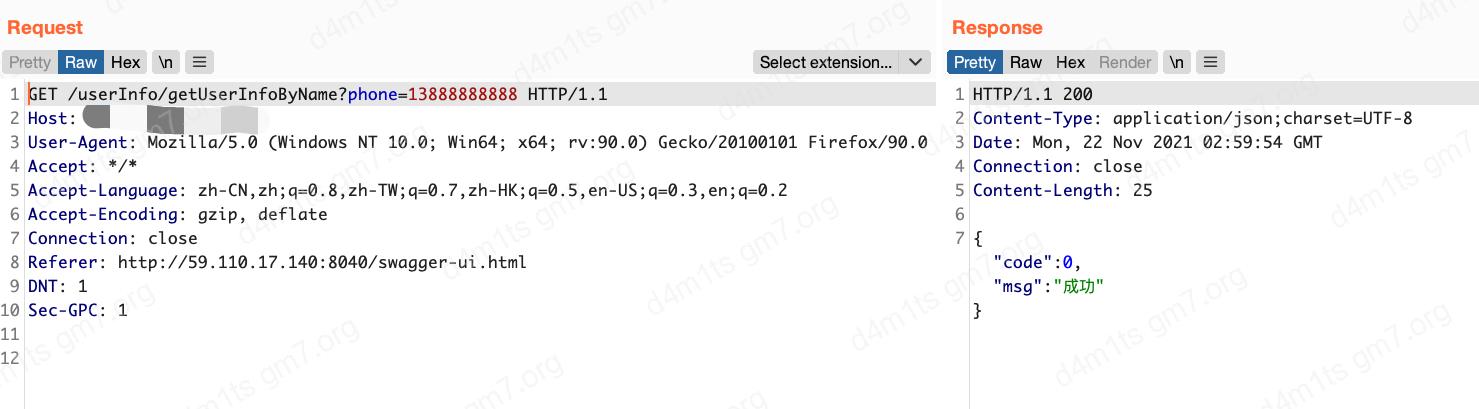 Request
Response
Pretty Raw Hex \n ☰ Select extension...
Pretty Raw Hex Render \n ☰
1 GET /userInfo/getUserInfoByName?phone=13888888888 HTTP/1.1
2 Host:
3 User-Agent: Mozilla/5.0 (Windows NT 10.0; Win64; x64; rv:90.0) Gecko/20100101 Firefox/90.0
4 Accept: */*
5 Accept-Language: zh-CN,zh;q=0.8,zh-TW;q=0.7,zh-HK;q=0.5,en-US;q=0.3,en;q=0.2
6 Accept-Encoding: gzip, deflate
7 Connection: close
8 Referer: http://59.110.17.140:8040/swagger-ui.html
9 DNT: 1
10 Sec-GPC: 1
11
12
1 HTTP/1.1 200
2 Content-Type: application/json;charset=UTF-8
3 Date: Mon, 22 Nov 2021 02:59:54 GMT
4 Connection: close
5 Content-Length: 25
6
7 {
"code":0,
"msg":"成功"
}
d4m1ts gm7.org